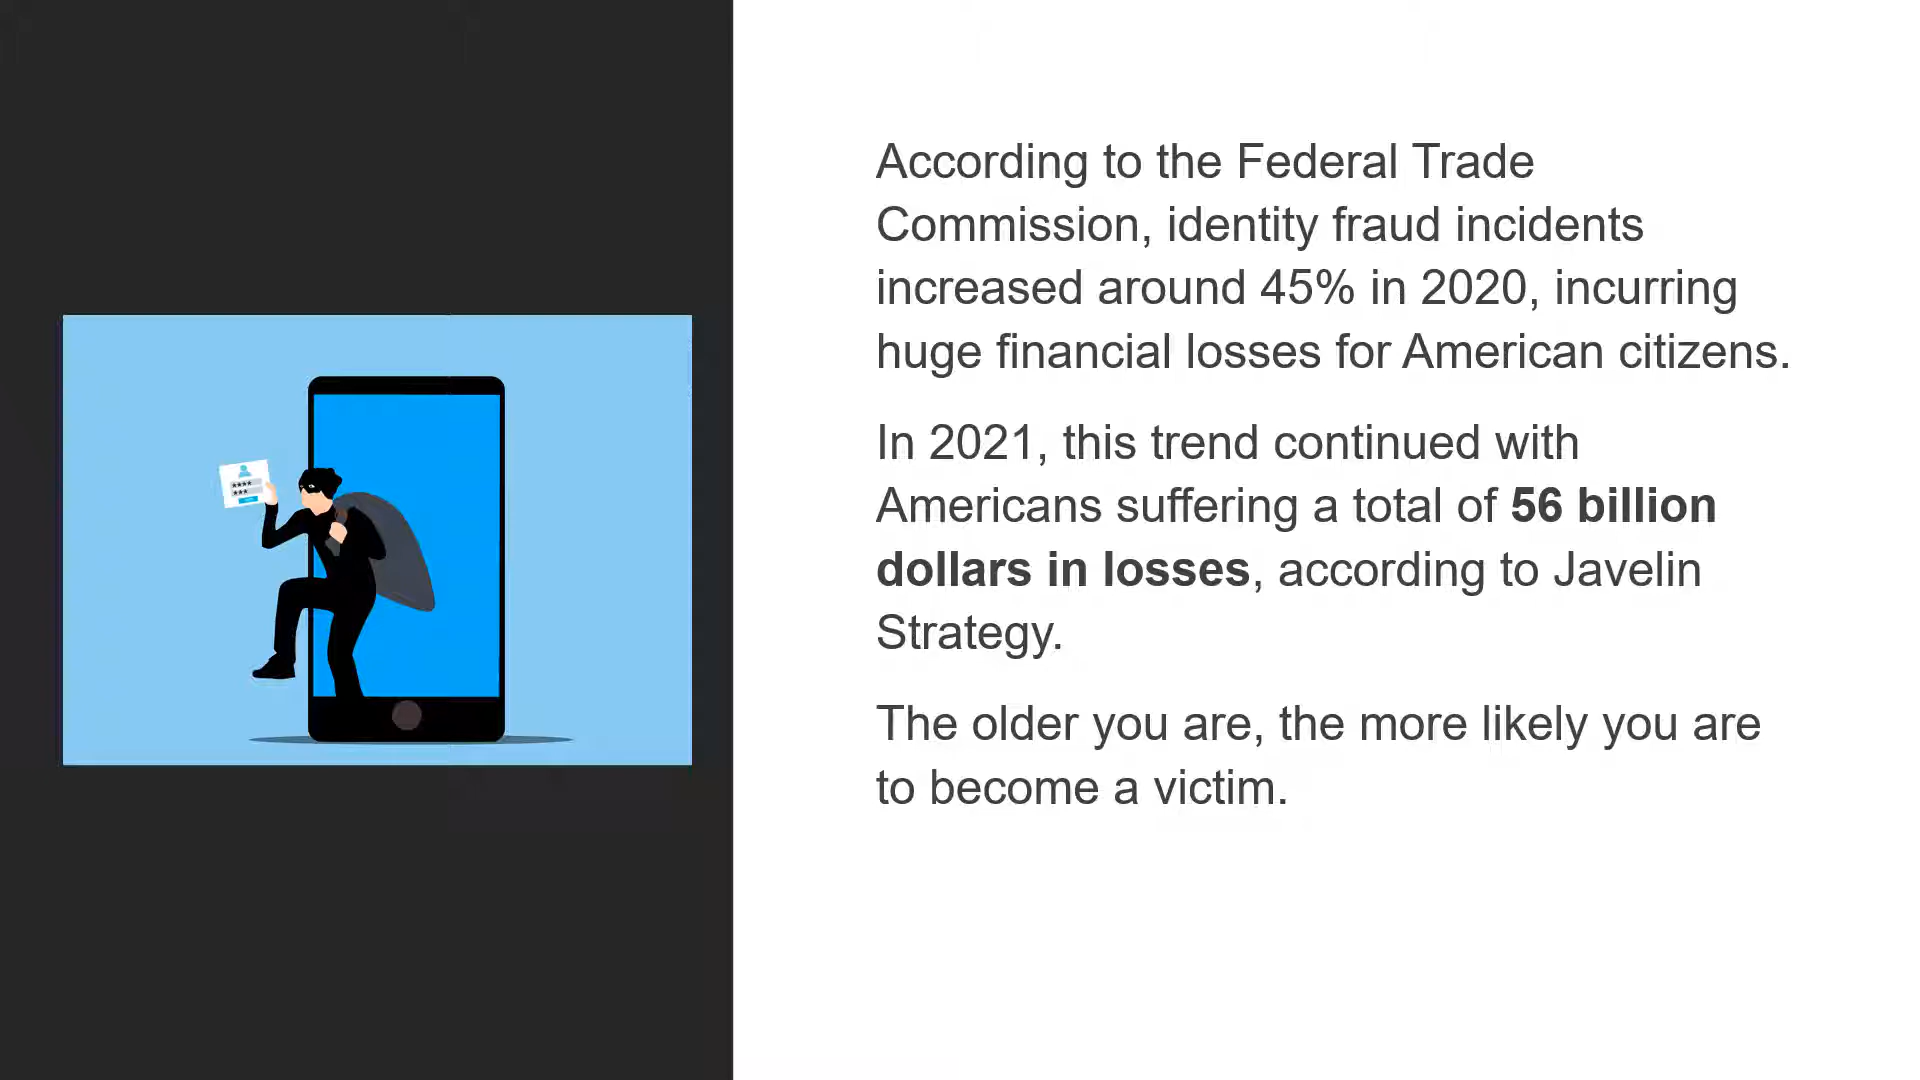 According to the Federal Trade
Commission, identity fraud incidents
increased around 45% in 2020, incurring
huge financial losses for American citizens.
In 2021, this trend continued with
Americans suffering a total of 56 billion
dollars in losses, according to Javelin
Strategy.
The older you are, the more likely you are
to become a victim.